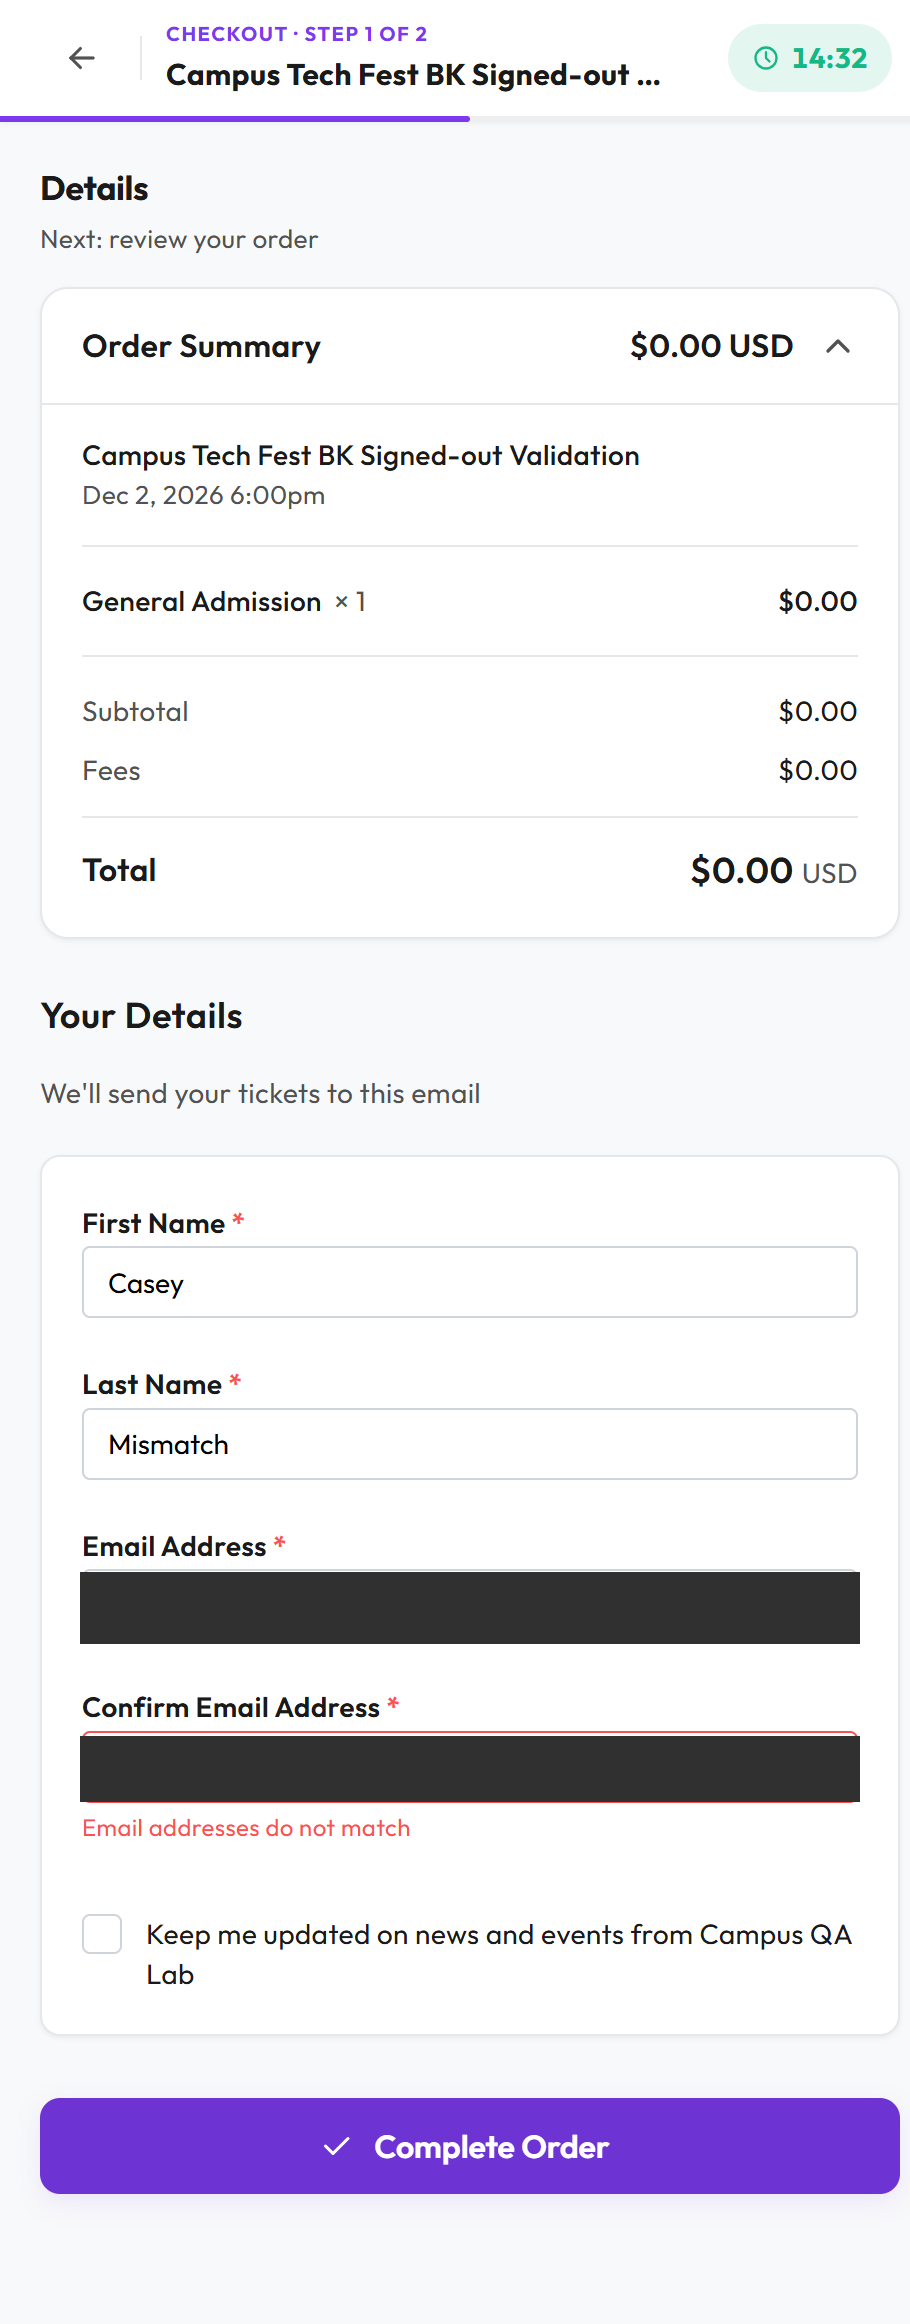 CHECKOUT · STEP 1 OF 2
Campus Tech Fest BK Signed-out ...
14:32
Details
Next: review your order
Order Summary $0.00 USD
Campus Tech Fest BK Signed-out Validation
Dec 2, 2026 6:00pm
General Admission × 1 $0.00
Subtotal $0.00
Fees $0.00
Total $0.00 USD
Your Details
We'll send your tickets to this email
First Name *
Casey
Last Name *
Mismatch
Email Address *
Confirm Email Address *
Email addresses do not match
Keep me updated on news and events from Campus QA
Lab
Complete Order